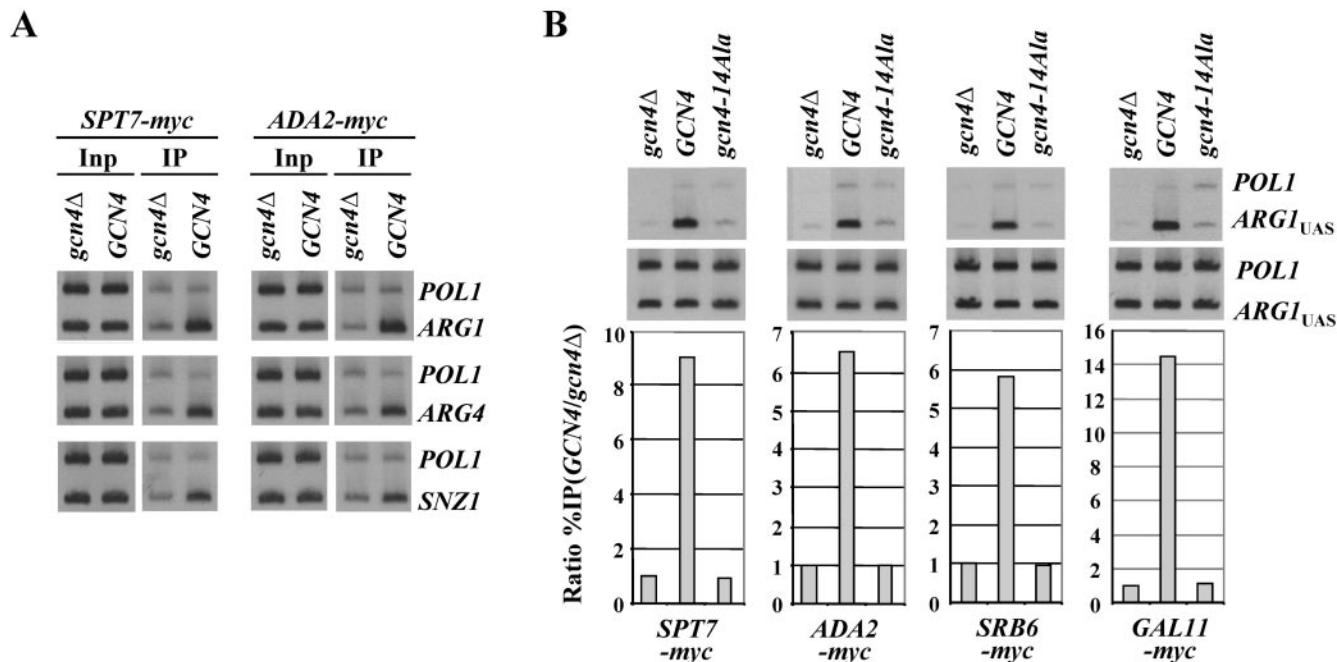 A
SPT7-myc ADA2-myc
Inp IP Inp IP
gcn4Δ GCN4 gcn4Δ GCN4 gcn4Δ GCN4 gcn4Δ GCN4
POL1
ARG1
POL1
ARG4
POL1
SNZ1
B
gcn4Δ GCN4 gcn4-14Ala gcn4Δ GCN4 gcn4-14Ala gcn4Δ GCN4 gcn4-14Ala gcn4Δ GCN4 gcn4-14Ala
POL1
ARG1UAS
POL1
ARG1UAS
Ratio %IP(GCN4/gcn4Δ)
10
8
6
4
2
0
7
6
5
4
3
2
1
0
7
6
5
4
3
2
1
0
16
14
12
10
8
6
4
2
0
SPT7 ADA2 SRB6 GAL11
-myc -myc -myc -myc